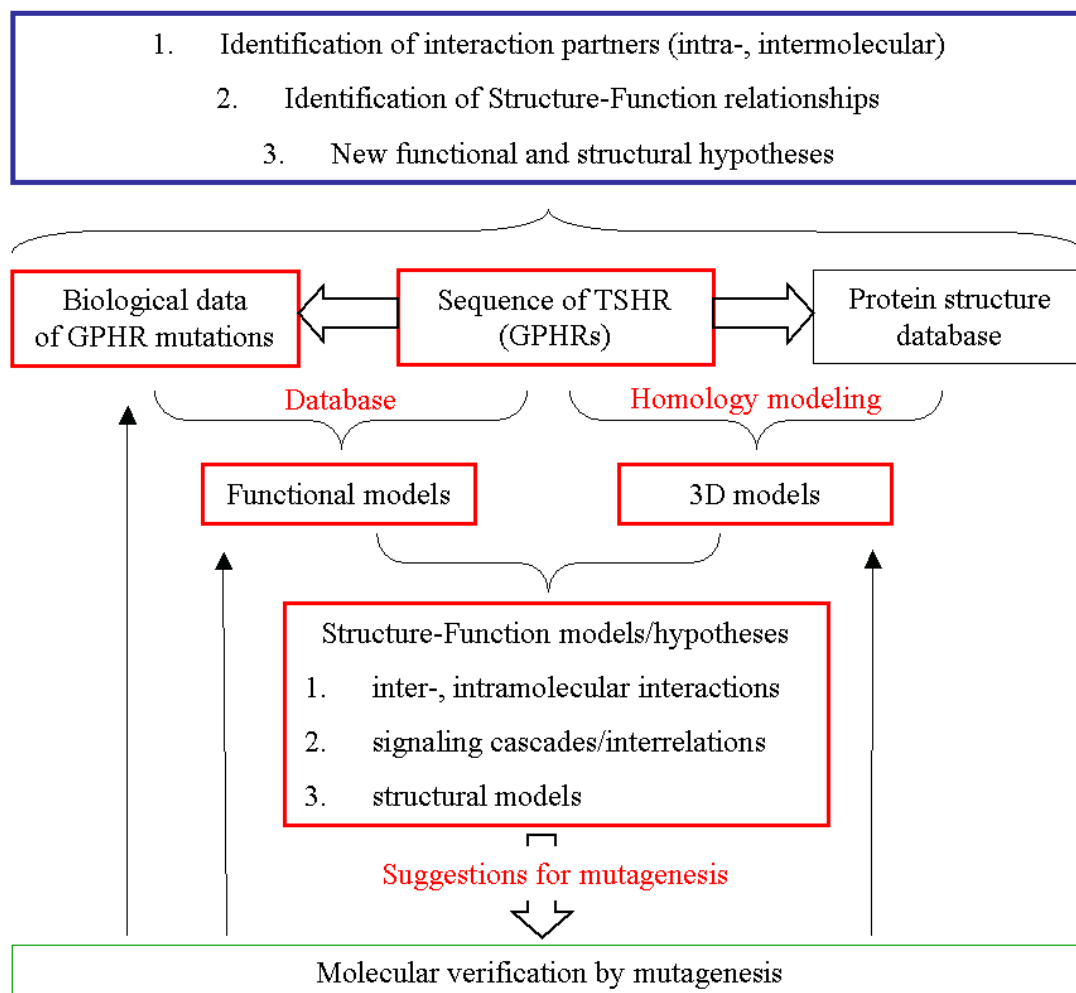 1. Identification of interaction partners (intra-, intermolecular)
2. Identification of Structure-Function relationships
3. New functional and structural hypotheses
Biological data
of GPHR mutations
Sequence of TSHR
(GPHRs)
Protein structure
database
Database
Homology modeling
Functional models
3D models
Structure-Function models/hypotheses
1. inter-, intramolecular interactions
2. signaling cascades/interrelations
3. structural models
Suggestions for mutagenesis
Molecular verification by mutagenesis